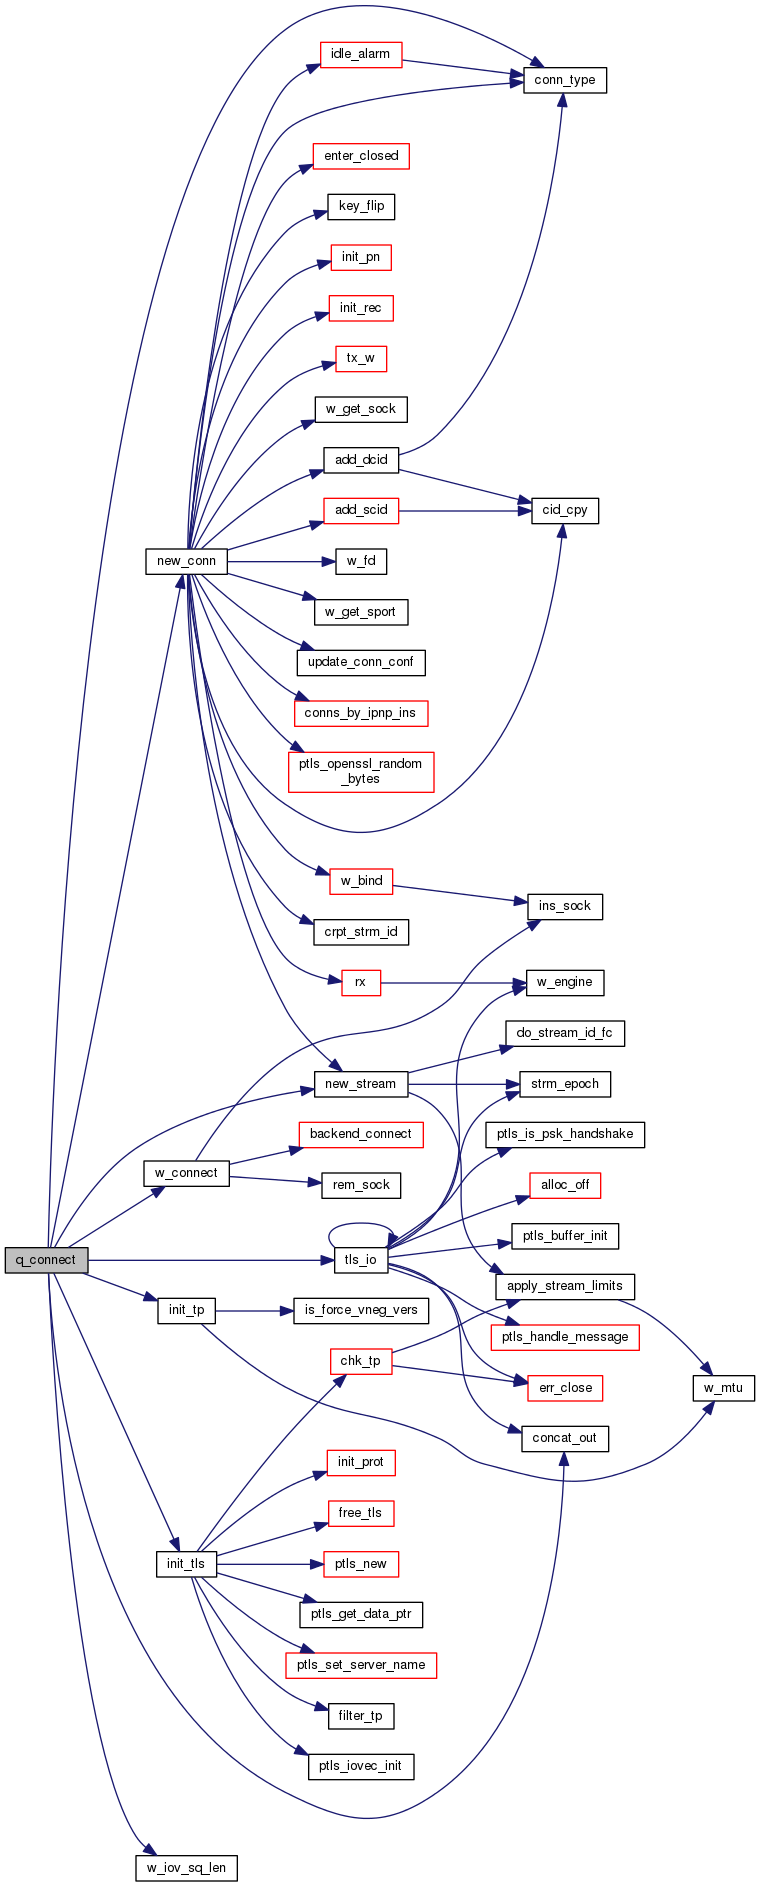 idle_alarm
conn_type
enter_closed
key_flip
init_pn
init_rec
tx_w
w_get_sock
add_dcid
add_scid
cid_cpy
new_conn
w_fd
w_get_sport
update_conn_conf
conns_by_ipnp_ins
ptls_openssl_random
_bytes
w_bind
ins_sock
crpt_strm_id
rx
w_engine
do_stream_id_fc
new_stream
strm_epoch
backend_connect
ptls_is_psk_handshake
w_connect
rem_sock
alloc_off
ptls_buffer_init
q_connect
tls_io
apply_stream_limits
init_tp
is_force_vneg_vers
ptls_handle_message
chk_tp
err_close
w_mtu
concat_out
init_prot
free_tls
init_tls
ptls_new
ptls_get_data_ptr
ptls_set_server_name
filter_tp
ptls_iovec_init
w_iov_sq_len